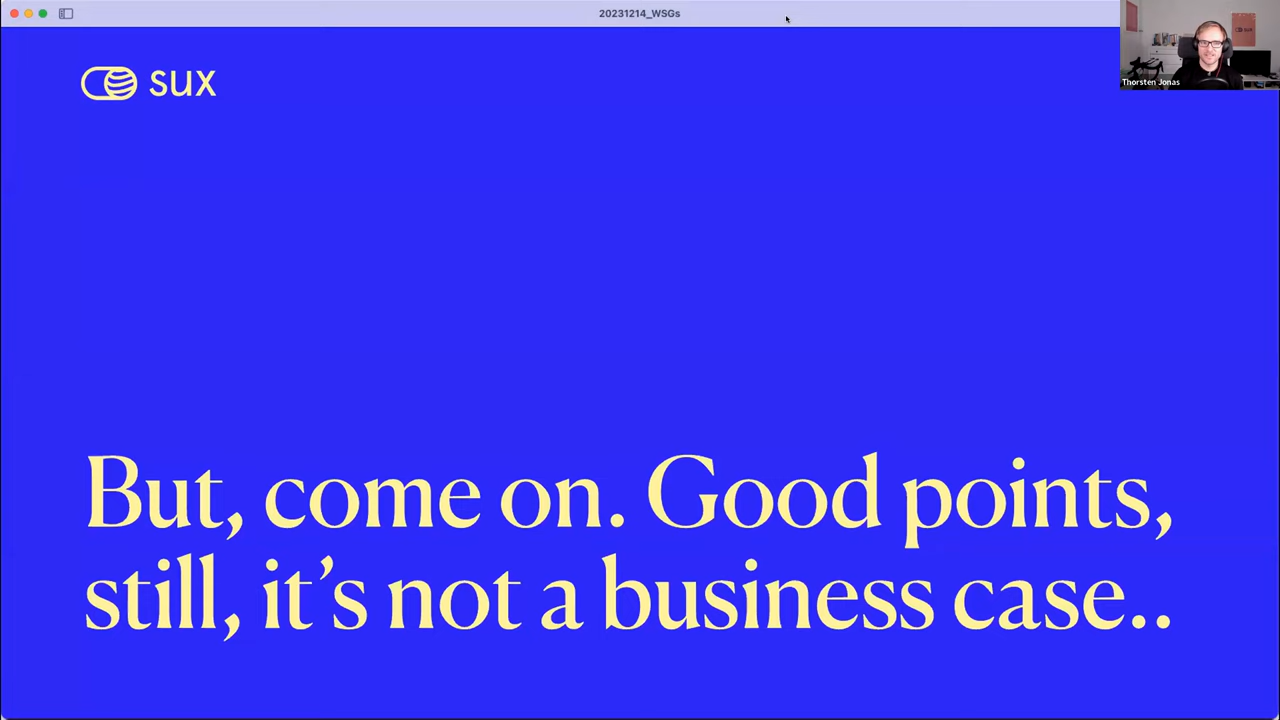 20231214_WSGs
sux
Thorsten Jonas
But, come on. Good points,
still, it’s not a business case..